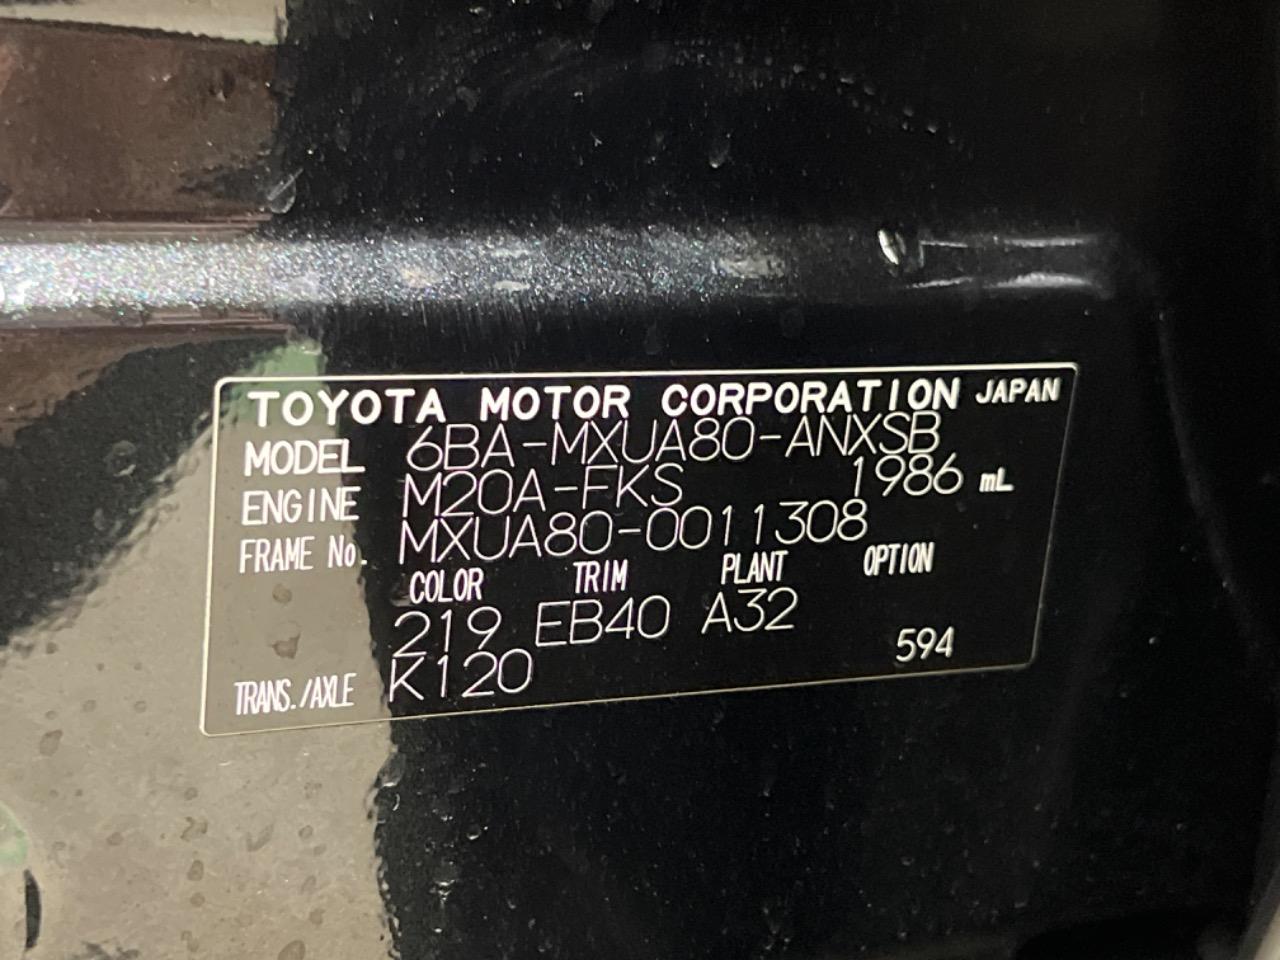 TOYOTA MOTOR CORPORATION JAPAN
MODEL 6BA-MXUA80-ANXSB
ENGINE M20A-FKS 1986 mL
FRAME No. MXUA80-0011308
COLOR TRIM PLANT OPTION
219 EB40 A32
TRANS./AXLE K120 594